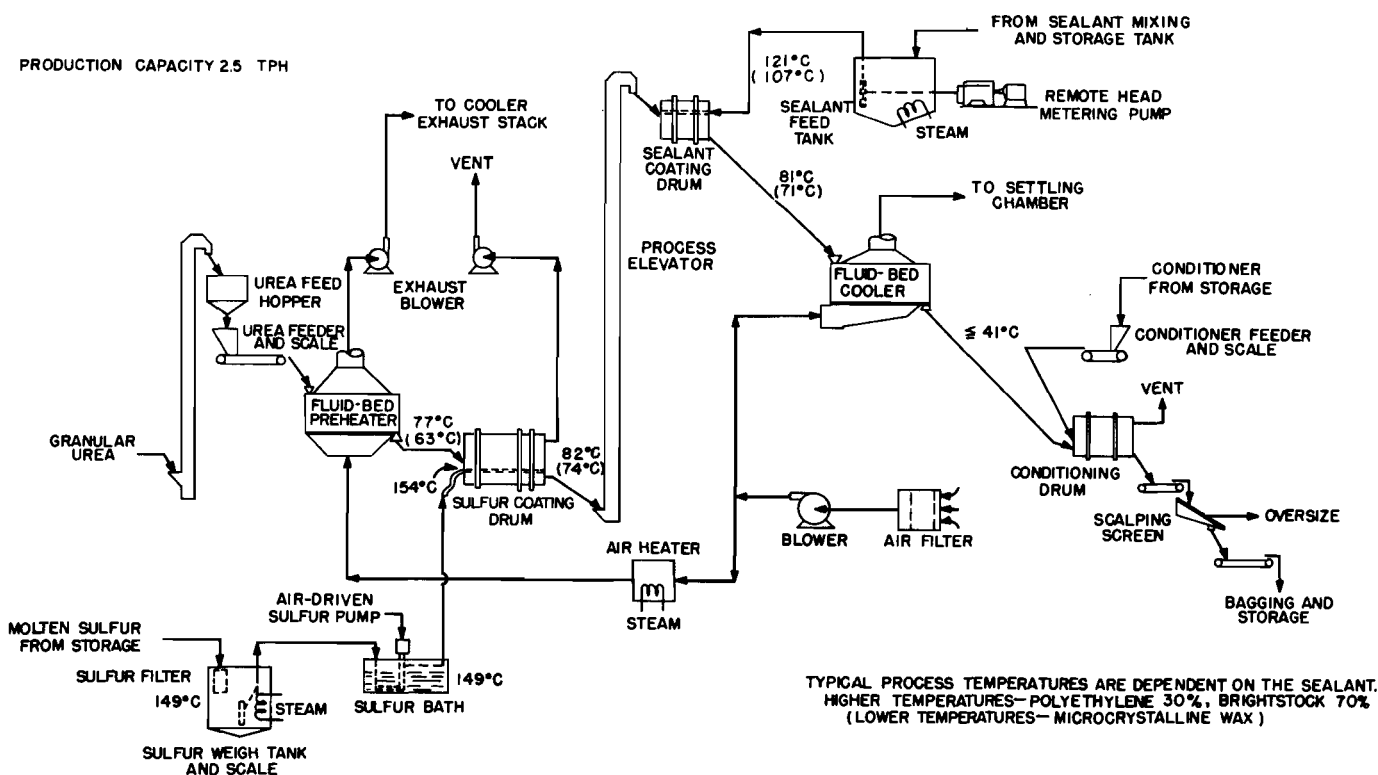 PRODUCTION CAPACITY 2.5 TPH
FROM SEALANT MIXING
AND STORAGE TANK
121°C
(107°C)
SEALANT
FEED
TANK
STEAM
REMOTE HEAD
METERING PUMP
TO COOLER
EXHAUST STACK
VENT
SEALANT
COATING
DRUM
81°C
(71°C)
TO SETTLING
CHAMBER
PROCESS
ELEVATOR
EXHAUST
BLOWER
UREA FEED
HOPPER
UREA FEEDER
AND SCALE
FLUID-BED
COOLER
CONDITIONER
FROM STORAGE
≦ 41°C
CONDITIONER FEEDER
AND SCALE
FLUID-BED
PREHEATER
77°C
(63°C)
VENT
GRANULAR
UREA
82°C
(74°C)
154°C
SULFUR COATING
DRUM
CONDITIONING
DRUM
BLOWER
AIR FILTER
SCALPING
SCREEN
OVERSIZE
AIR HEATER
STEAM
BAGGING AND
STORAGE
AIR-DRIVEN
SULFUR PUMP
MOLTEN SULFUR
FROM STORAGE
SULFUR FILTER
149°C
STEAM
149°C
SULFUR BATH
SULFUR WEIGH TANK
AND SCALE
TYPICAL PROCESS TEMPERATURES ARE DEPENDENT ON THE SEALANT.
HIGHER TEMPERATURES—POLYETHYLENE 30%, BRIGHTSTOCK 70%
(LOWER TEMPERATURES—MICROCRYSTALLINE WAX)